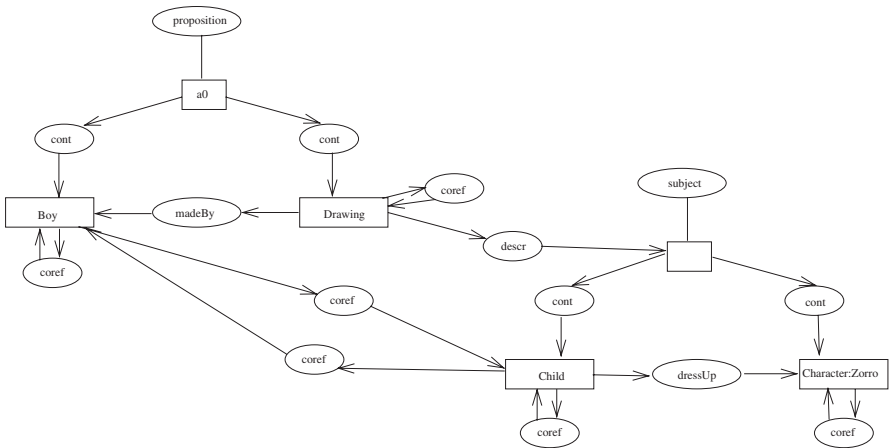 proposition
a0
cont
cont
Boy
madeBy
Drawing
coref
subject
coref
descr
coref
cont
cont
coref
Child
dressUp
Character:Zorro
coref
coref